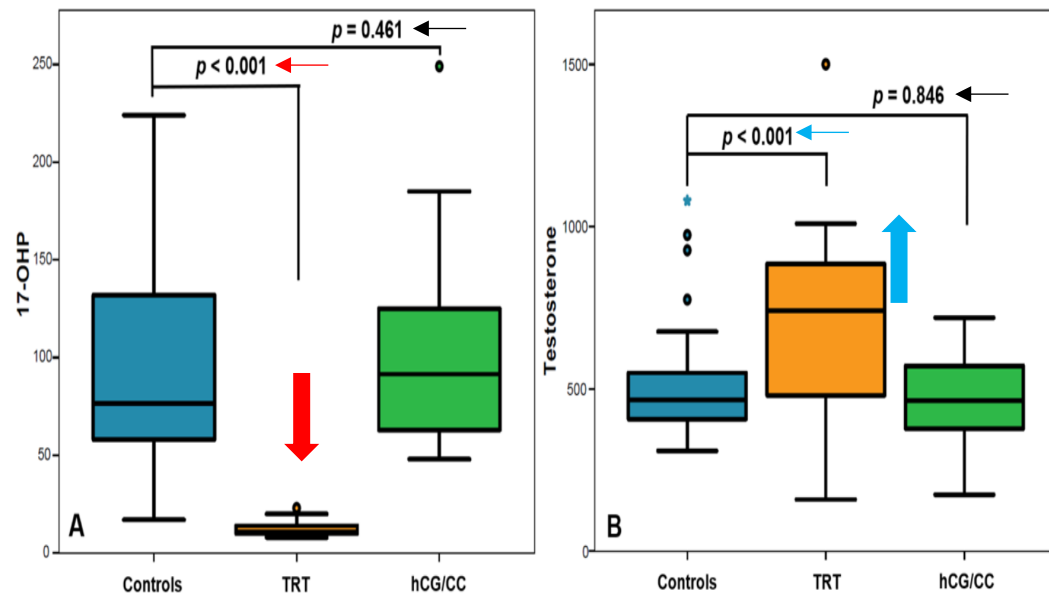 p = 0.461
p < 0.001
250
200
150
100
50
0
17-OHP
A
Controls
TRT
hCG/CC
p = 0.846
p < 0.001
1500
1000
500
0
Testosterone
B
Controls
TRT
hCG/CC